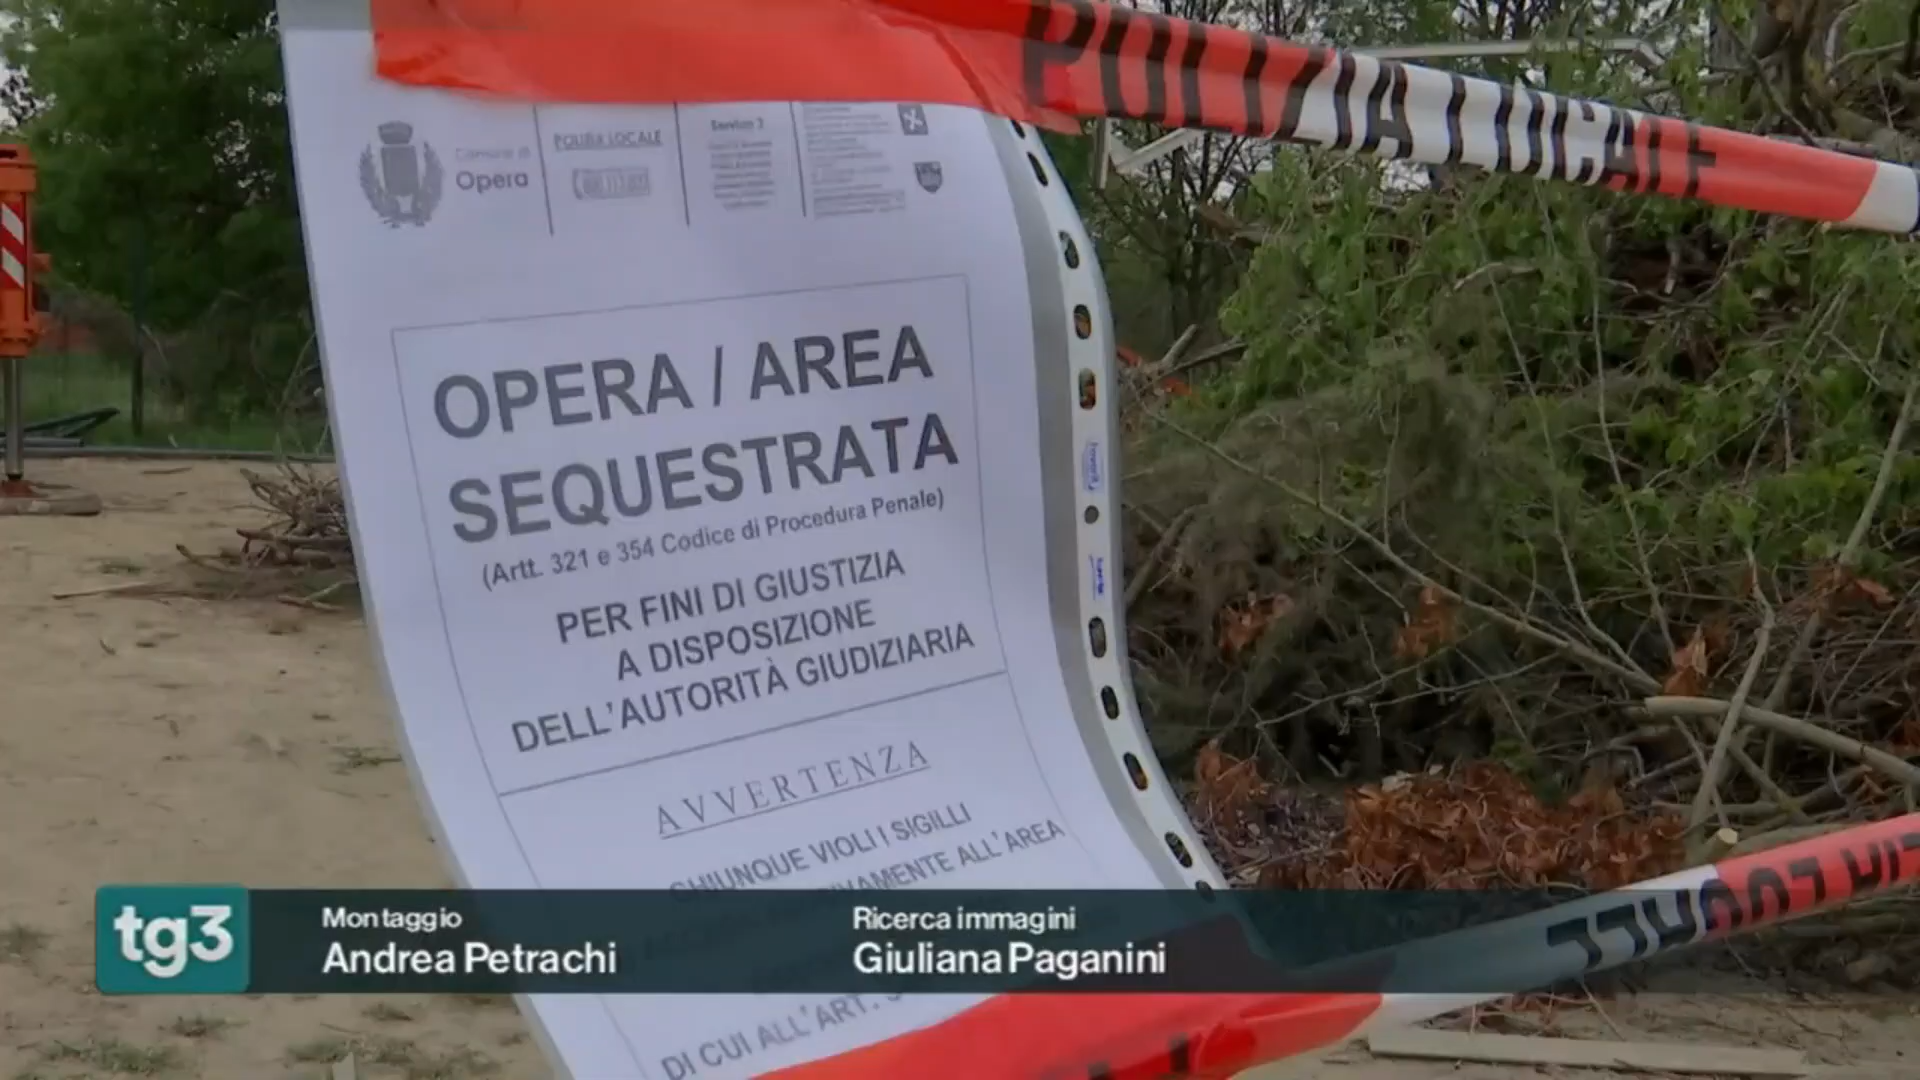 POLIZIA LOCALE
Comune di
Opera
POLIZIA LOCALE
Servizio 3
OPERA / AREA
SEQUESTRATA
(Artt. 321 e 354 Codice di Procedura Penale)
PER FINI DI GIUSTIZIA
A DISPOSIZIONE
DELL'AUTORITÀ GIUDIZIARIA
AVVERTENZA
CHIUNQUE VIOLI I SIGILLI
ALL'AREA
DI CUI ALL'ART.
tg3
Montaggio
Andrea Petrachi
Ricerca immagini
Giuliana Paganini